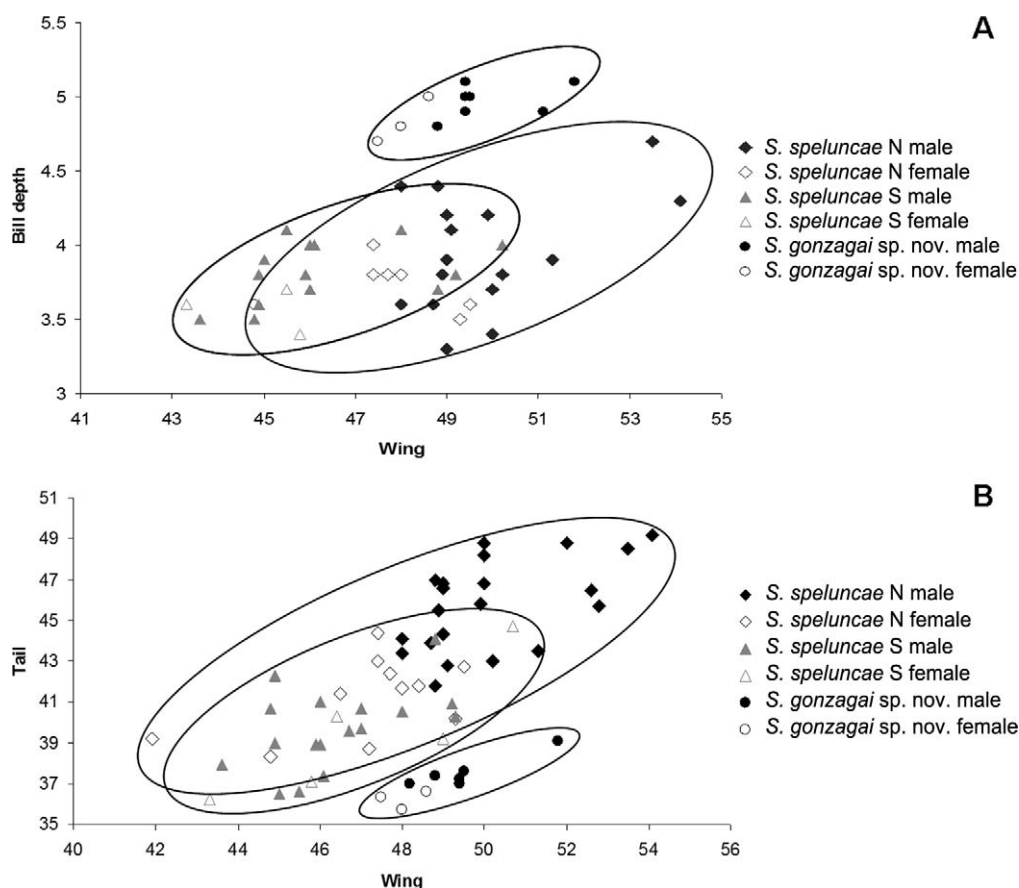 A
5.5
5
4.5
4
3.5
3
Bill depth
41 43 45 47 49 51 53 55
Wing
S. speluncae N male
S. speluncae N female
S. speluncae S male
S. speluncae S female
S. gonzagai sp. nov. male
S. gonzagai sp. nov. female
B
51
49
47
45
43
41
39
37
35
Tail
40 42 44 46 48 50 52 54 56
Wing
S. speluncae N male
S. speluncae N female
S. speluncae S male
S. speluncae S female
S. gonzagai sp. nov. male
S. gonzagai sp. nov. female